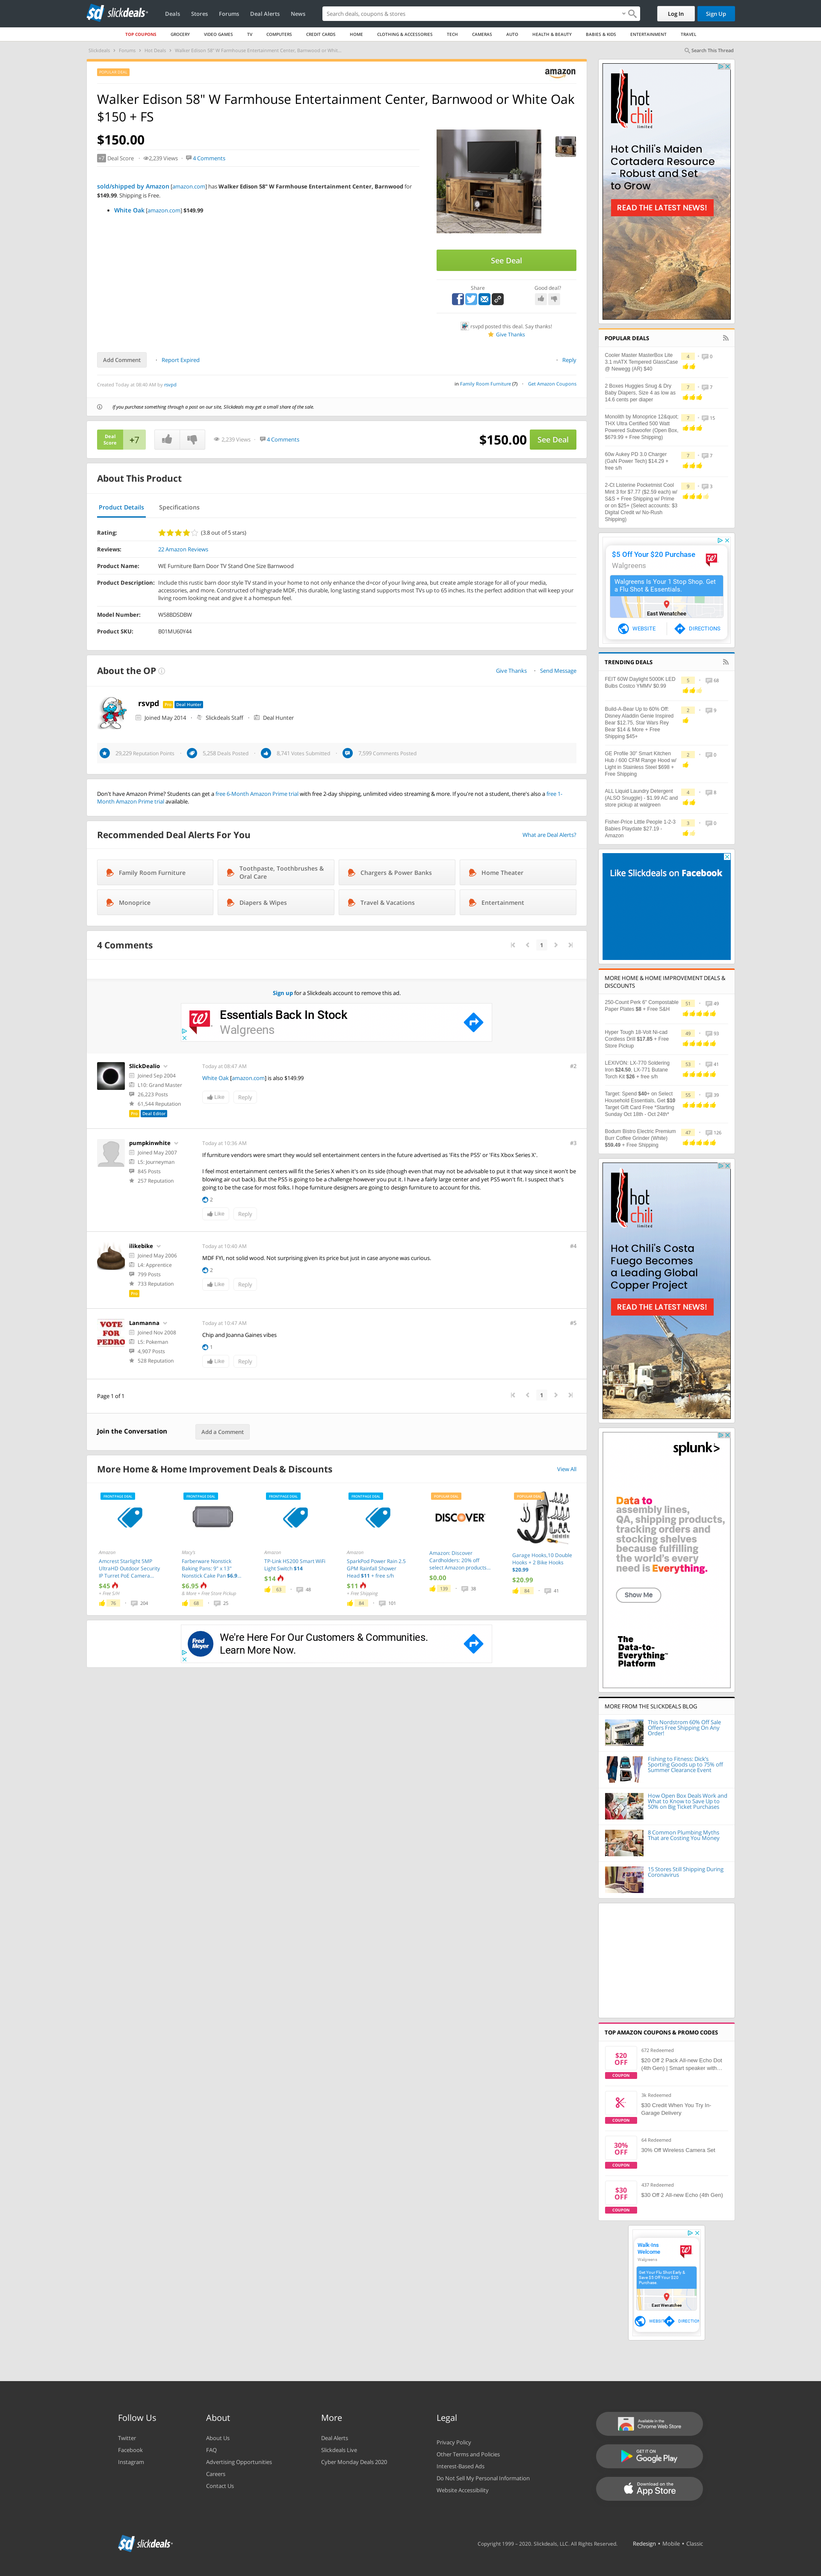 slickdeals
Deals
Stores
Forums
Deal Alerts
News
Search deals, coupons & stores
Log In
Sign Up
TOP COUPONS
GROCERY
VIDEO GAMES
TV
COMPUTERS
CREDIT CARDS
HOME
CLOTHING & ACCESSORIES
TECH
CAMERAS
AUTO
HEALTH & BEAUTY
BABIES & KIDS
ENTERTAINMENT
TRAVEL
Slickdeals > Forums > Hot Deals > Walker Edison 58" W Farmhouse Entertainment Center, Barnwood or Whit...
Search This Thread
POPULAR DEAL
amazon
Walker Edison 58" W Farmhouse Entertainment Center, Barnwood or White Oak
$150 + FS
$150.00
+7 Deal Score
2,239 Views
4 Comments
sold/shipped by Amazon [amazon.com] has Walker Edison 58" W Farmhouse Entertainment Center, Barnwood for
$149.99. Shipping is Free.
• White Oak [amazon.com] $149.99
See Deal
Share
Good deal?
rsvpd posted this deal. Say thanks!
Give Thanks
Add Comment
Report Expired
Reply
Created Today at 08:40 AM by rsvpd
in Family Room Furniture (7)
Get Amazon Coupons
If you purchase something through a post on our site, Slickdeals may get a small share of the sale.
Deal
Score
+7
2,239 Views
4 Comments
$150.00
See Deal
About This Product
Product Details
Specifications
Rating:
(3.8 out of 5 stars)
Reviews:
22 Amazon Reviews
Product Name:
WE Furniture Barn Door TV Stand One Size Barnwood
Product Description:
Include this rustic barn door style TV stand in your home to not only enhance the d+cor of your living area, but create ample storage for all of your media
accessories, and more. Constructed of highgrade MDF, this durable, long lasting stand supports most TVs up to 65 inches. Its the perfect addition that will keep your
living room looking neat and give it a homespun feel.
Model Number:
W58BDSDBW
Product SKU:
B01MU60Y44
About the OP
Give Thanks
Send Message
rsvpd
Pro
Deal Hunter
Joined May 2014
Slickdeals Staff
Deal Hunter
29,229 Reputation Points
5,258 Deals Posted
8,741 Votes Submitted
7,599 Comments Posted
Don't have Amazon Prime? Students can get a free 6-Month Amazon Prime trial with free 2-day shipping, unlimited video streaming & more. If you're not a student, there's also a free 1-
Month Amazon Prime trial available.
Recommended Deal Alerts For You
What are Deal Alerts?
Family Room Furniture
Toothpaste, Toothbrushes &
Oral Care
Chargers & Power Banks
Home Theater
Monoprice
Diapers & Wipes
Travel & Vacations
Entertainment
4 Comments
1
Sign up for a Slickdeals account to remove this ad.
Essentials Back In Stock
Walgreens
SlickDealio
Joined Sep 2004
L10: Grand Master
26,223 Posts
61,544 Reputation
Pro
Deal Editor
Today at 08:47 AM
#2
White Oak [amazon.com] is also $149.99
Like
Reply
pumpkinwhite
Joined May 2007
L5: Journeyman
845 Posts
257 Reputation
Today at 10:36 AM
#3
If furniture vendors were smart they would sell entertainment centers in the future advertised as 'Fits the PS5' or 'Fits Xbox Series X'.
I feel most entertainment centers will fit the Series X when it's on its side (though even that may not be advisable to put it that way since it won't be
blowing air out back). But the PS5 is going to be a challenge however you put it. I have a fairly large center and yet PS5 won't fit. I suspect that's
going to be the case for most folks. I hope furniture designers are going to design furniture to account for this.
2
Like
Reply
ilikebike
Joined May 2006
L4: Apprentice
799 Posts
733 Reputation
Pro
Today at 10:40 AM
#4
MDF FYI, not solid wood. Not surprising given its price but just in case anyone was curious.
2
Like
Reply
VOTE
FOR
PEDRO
Lanmanna
Joined Nov 2008
L5: Pokeman
4,907 Posts
528 Reputation
Today at 10:47 AM
#5
Chip and Joanna Gaines vibes
1
Like
Reply
Page 1 of 1
1
Join the Conversation
Add a Comment
More Home & Home Improvement Deals & Discounts
View All
FRONTPAGE DEAL
Amazon
Amcrest Starlight 5MP
UltraHD Outdoor Security
IP Turret PoE Camera...
$45
+ Free S/H
76
204
FRONTPAGE DEAL
Macy's
Farberware Nonstick
Baking Pans: 9" x 13"
Nonstick Cake Pan $6.9...
$6.95
& More + Free Store Pickup
68
25
FRONTPAGE DEAL
Amazon
TP-Link HS200 Smart WiFi
Light Switch $14
$14
63
48
FRONTPAGE DEAL
Amazon
SparkPod Power Rain 2.5
GPM Rainfall Shower
Head $11 + free s/h
$11
+ Free Shipping
84
101
POPULAR DEAL
DISCOVER
Amazon: Discover
Cardholders: 20% off
select Amazon products...
$0.00
139
38
POPULAR DEAL
Garage Hooks,10 Double
Hooks + 2 Bike Hooks
$20.99
$20.99
84
41
Fred Meyer
We're Here For Our Customers & Communities.
Learn More Now.
hot
chili
limited
Hot Chili's Maiden
Cortadera Resource
- Robust and Set
to Grow
READ THE LATEST NEWS!
POPULAR DEALS
Cooler Master MasterBox Lite
3.1 mATX Tempered GlassCase
@ Newegg (AR) $40
4
0
2 Boxes Huggies Snug & Dry
Baby Diapers, Size 4 as low as
14.6 cents per diaper
7
7
Monolith by Monoprice 12&quot;
THX Ultra Certified 500 Watt
Powered Subwoofer (Open Box,
$679.99 + Free Shipping)
7
15
60w Aukey PD 3.0 Charger
(GaN Power Tech) $14.29 +
free s/h
7
7
2-Ct Listerine Pocketmist Cool
Mint 3 for $7.77 ($2.59 each) w/
S&S + Free Shipping w/ Prime
or on $25+ (Select accounts: $3
Digital Credit w/ No-Rush
Shipping)
9
3
$5 Off Your $20 Purchase
Walgreens
Walgreens Is Your 1 Stop Shop. Get
a Flu Shot & Essentials.
East Wenatchee
WEBSITE
DIRECTIONS
TRENDING DEALS
FEIT 60W Daylight 5000K LED
Bulbs Costco YMMV $0.99
5
68
Build-A-Bear Up to 60% Off:
Disney Aladdin Genie Inspired
Bear $12.75, Star Wars Rey
Bear $14 & More + Free
Shipping $45+
2
9
GE Profile 30" Smart Kitchen
Hub / 600 CFM Range Hood w/
Light in Stainless Steel $698 +
Free Shipping
2
0
ALL Liquid Laundry Detergent
(ALSO Snuggle) - $1.99 AC and
store pickup at walgreen
4
8
Fisher-Price Little People 1-2-3
Babies Playdate $27.19 -
Amazon
3
0
Like Slickdeals on Facebook
MORE HOME & HOME IMPROVEMENT DEALS &
DISCOUNTS
250-Count Perk 6" Compostable
Paper Plates $8 + Free S&H
51
49
Hyper Tough 18-Volt Ni-cad
Cordless Drill $17.85 + Free
Store Pickup
49
93
LEXIVON: LX-770 Soldering
Iron $24.50, LX-771 Butane
Torch Kit $26 + free s/h
53
41
Target: Spend $40+ on Select
Household Essentials, Get $10
Target Gift Card Free *Starting
Sunday Oct 18th - Oct 24th*
55
39
Bodum Bistro Electric Premium
Burr Coffee Grinder (White)
$58.49 + Free Shipping
47
126
hot
chili
limited
Hot Chili's Costa
Fuego Becomes
a Leading Global
Copper Project
READ THE LATEST NEWS!
splunk>
Data to
assembly lines,
QA, shipping products,
tracking orders and
stocking shelves
because fulfilling
the world's every
need is everything.
Show Me
The
Data-to-
Everything™
Platform
MORE FROM THE SLICKDEALS BLOG
This Nordstrom 60% Off Sale
Offers Free Shipping On Any
Order!
Fishing to Fitness: Dick's
Sporting Goods up to 75% off
Summer Clearance Event
How Open Box Deals Work and
What to Know to Save Up to
50% on Big Ticket Purchases
8 Common Plumbing Myths
That are Costing You Money
15 Stores Still Shipping During
Coronavirus
TOP AMAZON COUPONS & PROMO CODES
$20
OFF
COUPON
672 Redeemed
$20 Off 2 Pack All-new Echo Dot
(4th Gen) | Smart speaker with...
COUPON
3k Redeemed
$30 Credit When You Try In-
Garage Delivery
30%
OFF
COUPON
64 Redeemed
30% Off Wireless Camera Set
$30
OFF
COUPON
437 Redeemed
$30 Off 2 All-new Echo (4th Gen)
Walk-Ins
Welcome
Walgreens
Get Your Flu Shot Early &
Save $5 Off Your $20
Purchase.
East Wenatchee
WEBSITE
DIRECTION
Follow Us
Twitter
Facebook
Instagram
About
About Us
FAQ
Advertising Opportunities
Careers
Contact Us
More
Deal Alerts
Slickdeals Live
Cyber Monday Deals 2020
Legal
Privacy Policy
Other Terms and Policies
Interest-Based Ads
Do Not Sell My Personal Information
Website Accessibility
Available in the
Chrome Web Store
GET IT ON
Google Play
Download on the
App Store
slickdeals
Copyright 1999 - 2020. Slickdeals, LLC. All Rights Reserved.
Redesign • Mobile • Classic